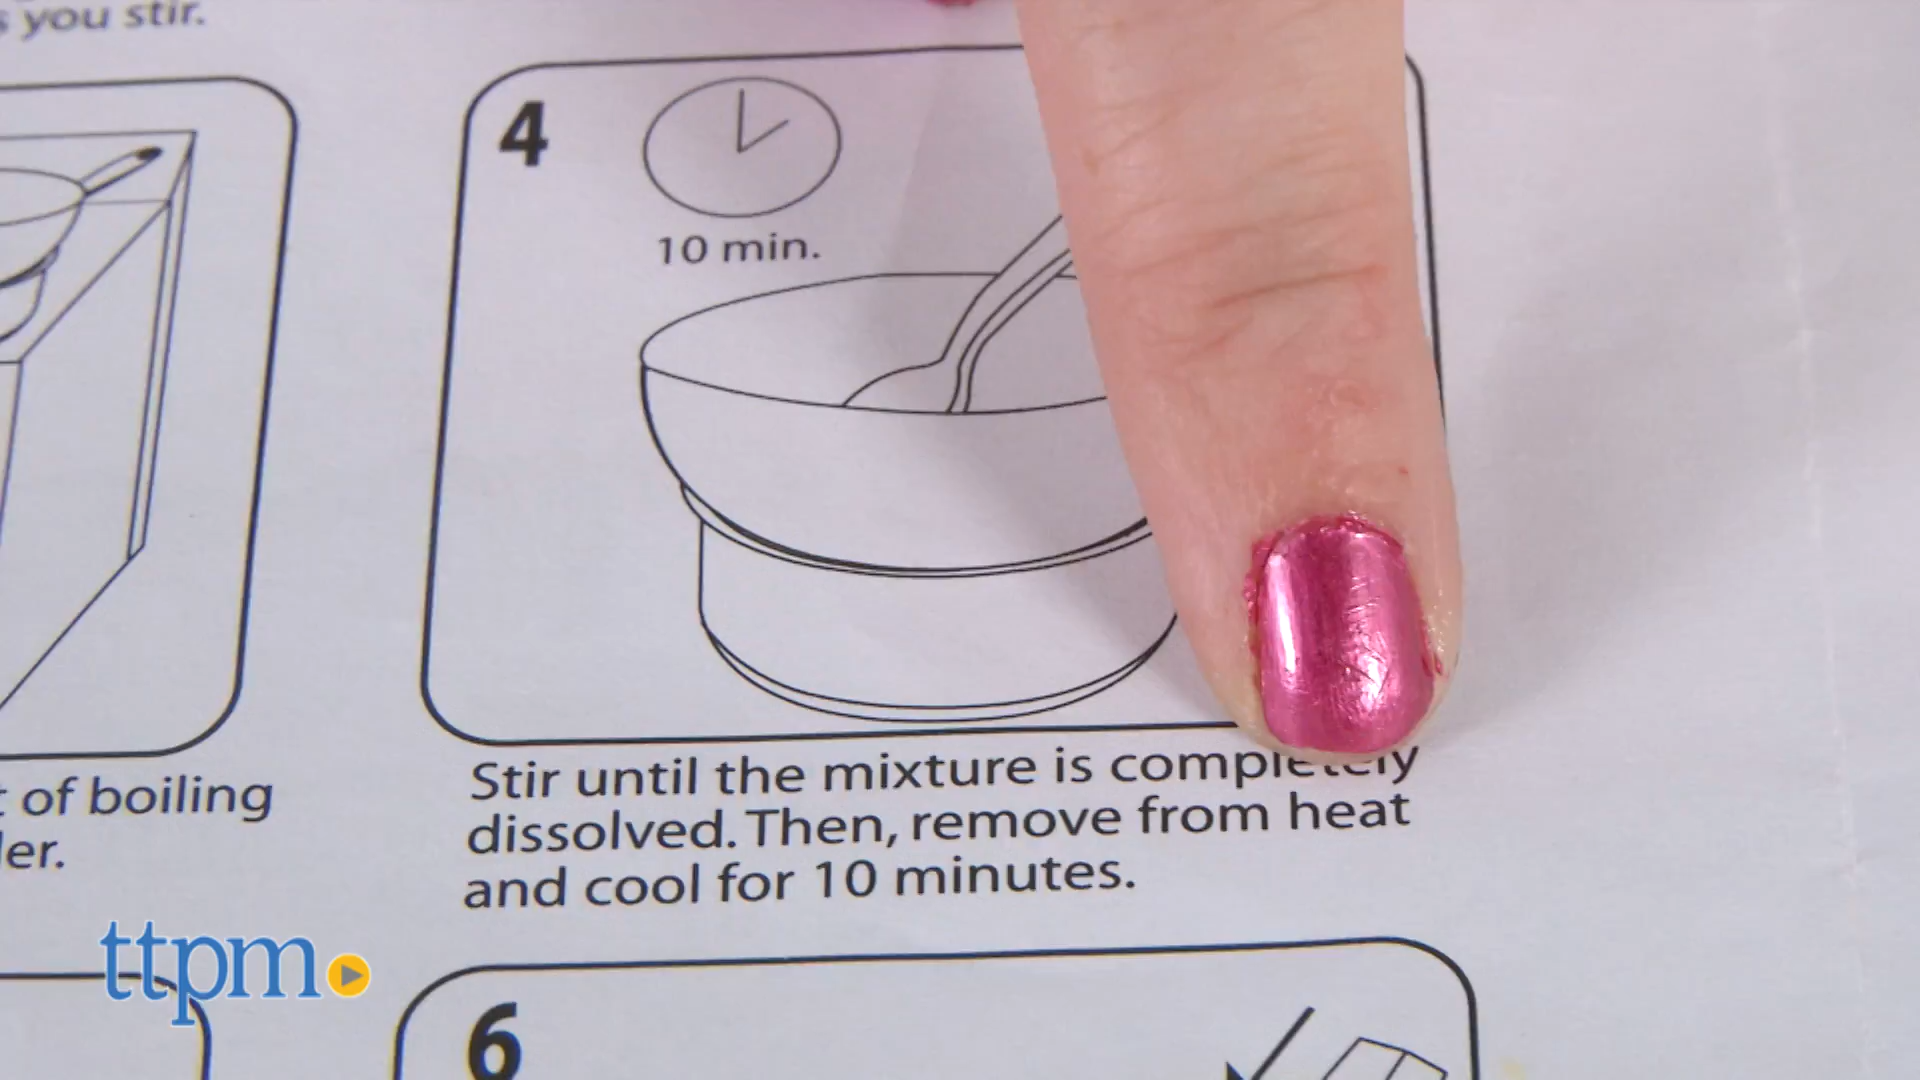 you stir.
4
10 min.
Stir until the mixture is completely
dissolved. Then, remove from heat
and cool for 10 minutes.
of boiling
er.
ttpm
6